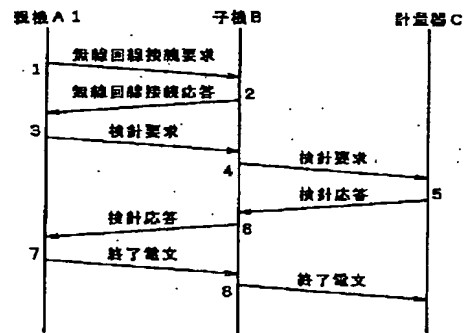 親機A1 子機B 計量器C
無線回線接続要求
1
無線回線接続応答
2
3
検針要求
4
検針要求
5
検針応答
検針応答
6
7
終了電文
8
終了電文